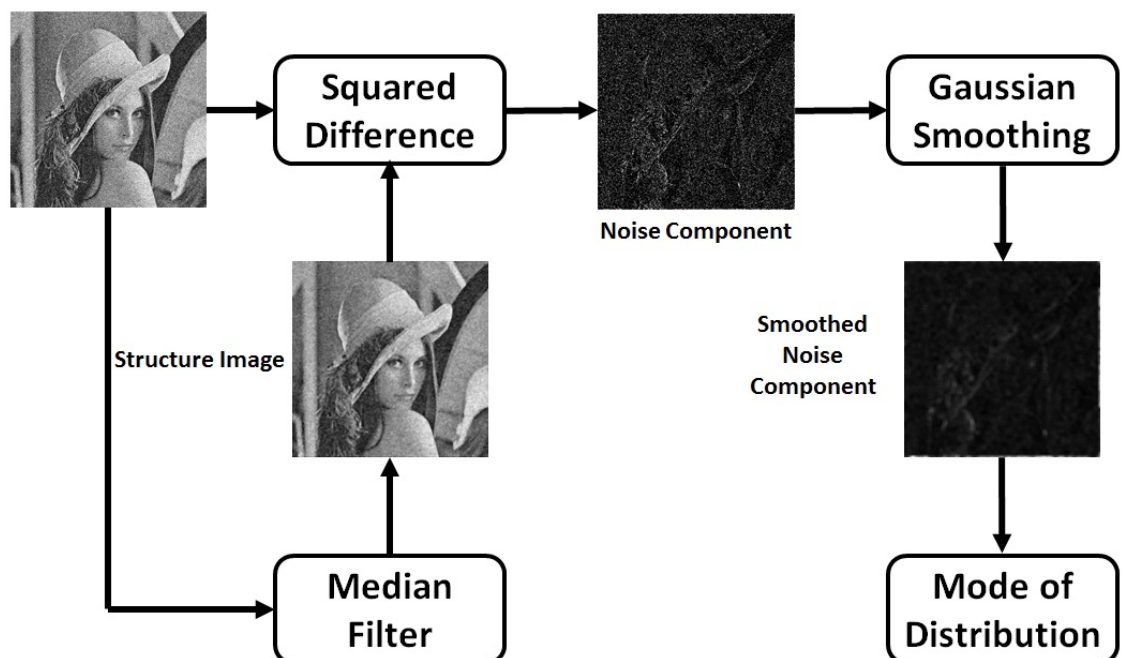 Squared
Difference
Gaussian
Smoothing
Noise Component
Structure Image
Smoothed
Noise
Component
Median
Filter
Mode of
Distribution